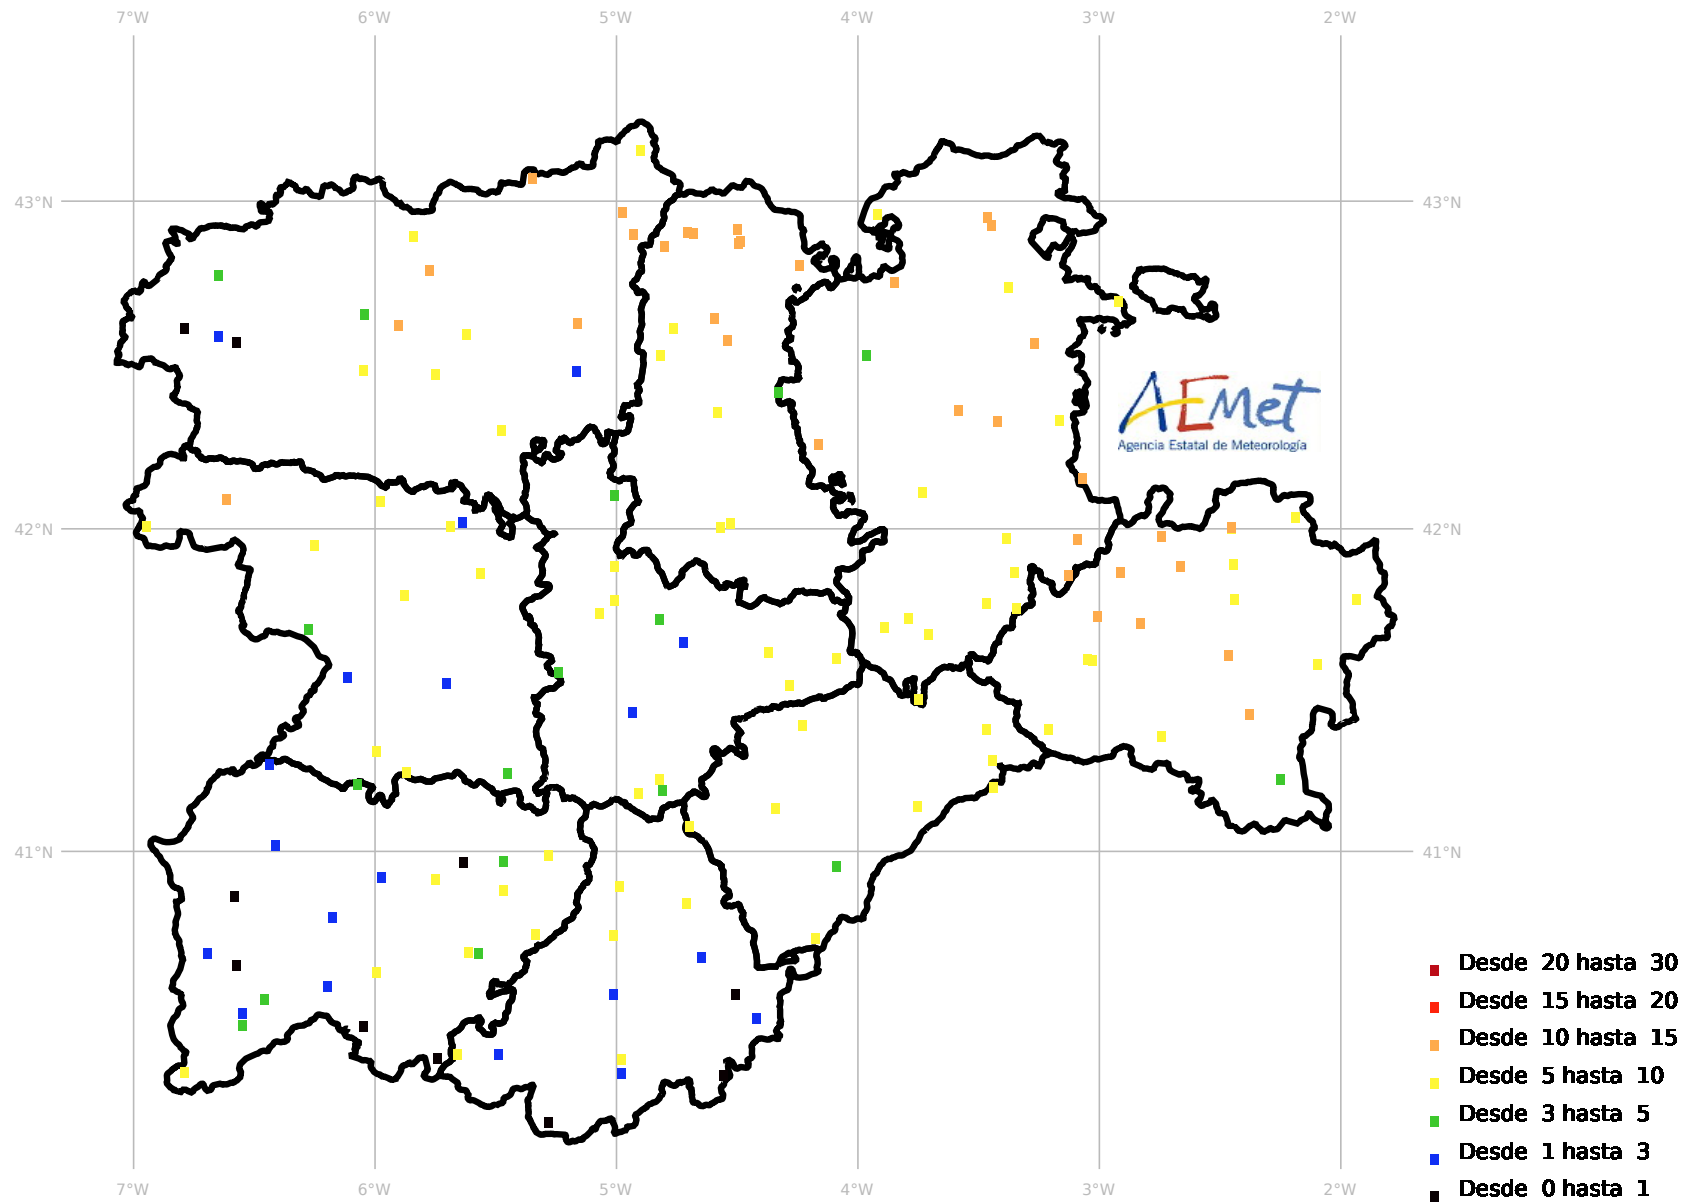 7°W 6°W 5°W 4°W 3°W 2°W
43°N 43°N
AEMet
Agencia Estatal de Meteorología
42°N 42°N
41°N 41°N
Desde 20 hasta 30
Desde 15 hasta 20
Desde 10 hasta 15
Desde 5 hasta 10
Desde 3 hasta 5
Desde 1 hasta 3
Desde 0 hasta 1
7°W 6°W 5°W 4°W 3°W 2°W